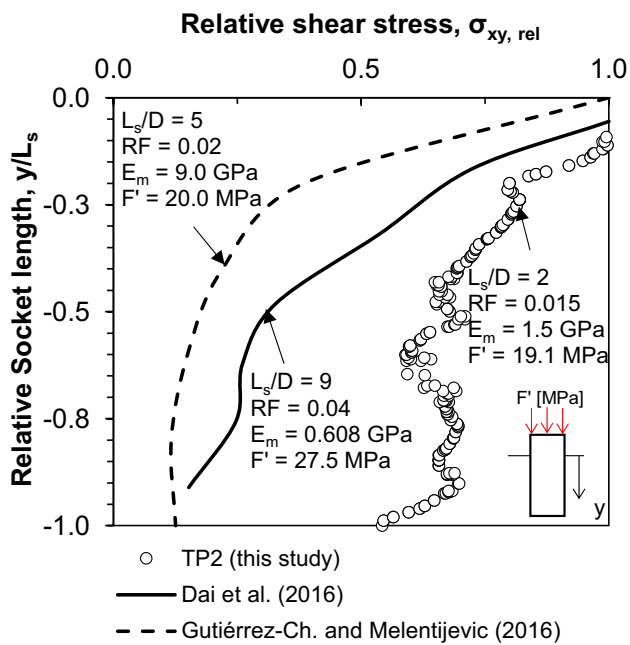 Relative shear stress, σxy, rel
0.0 0.5 1.0
Relative Socket length, y/Ls
0.0
-0.3
-0.5
-0.8
-1.0
Ls/D = 5
RF = 0.02
Em = 9.0 GPa
F' = 20.0 MPa
Ls/D = 2
RF = 0.015
Em = 1.5 GPa
F' = 19.1 MPa
Ls/D = 9
RF = 0.04
Em = 0.608 GPa
F' = 27.5 MPa
F' [MPa]
y
TP2 (this study)
Dai et al. (2016)
Gutiérrez-Ch. and Melentijevic (2016)